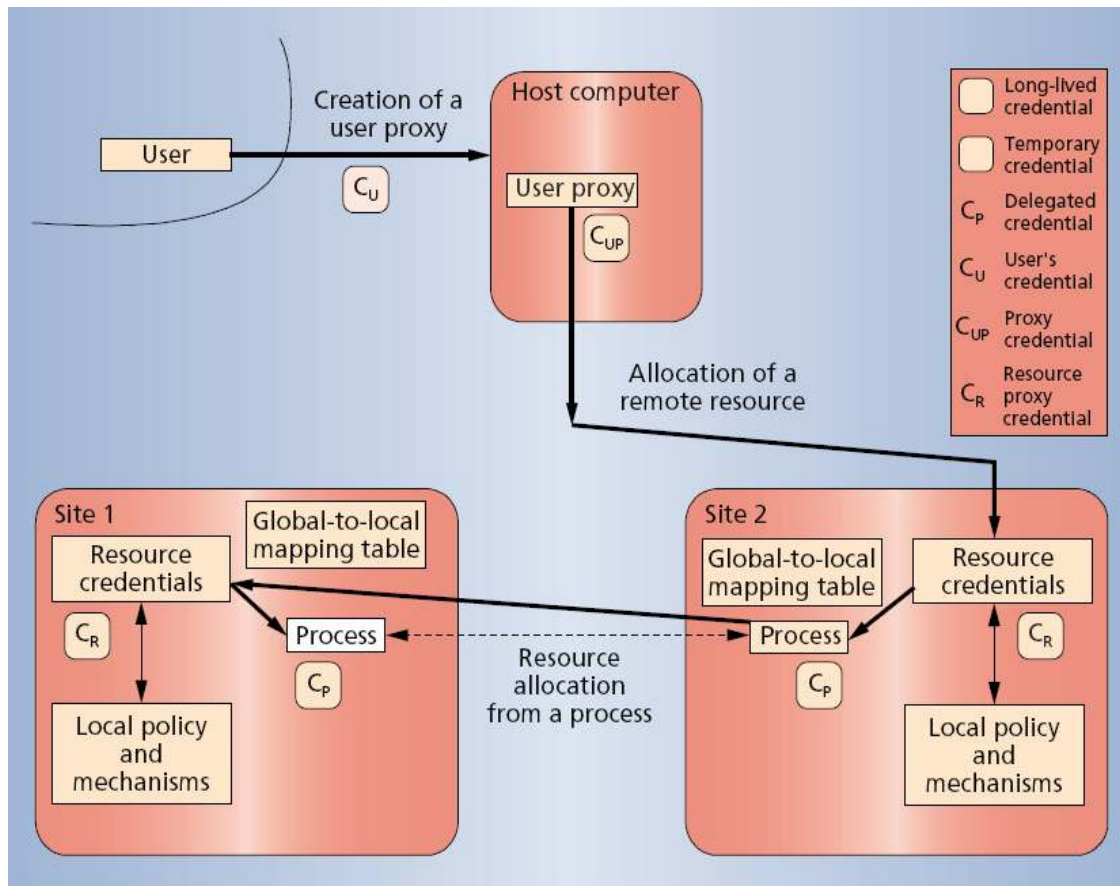 Creation of a
user proxy
User
C_U
Host computer
User proxy
C_UP
Long-lived
credential
Temporary
credential
C_P Delegated
credential
C_U User's
credential
C_UP Proxy
credential
C_R Resource
proxy
credential
Allocation of a
remote resource
Site 1
Global-to-local
mapping table
Resource
credentials
C_R
Process
C_P
Local policy
and
mechanisms
Resource
allocation
from a process
Site 2
Global-to-local
mapping table
Resource
credentials
Process
C_P
C_R
Local policy
and
mechanisms